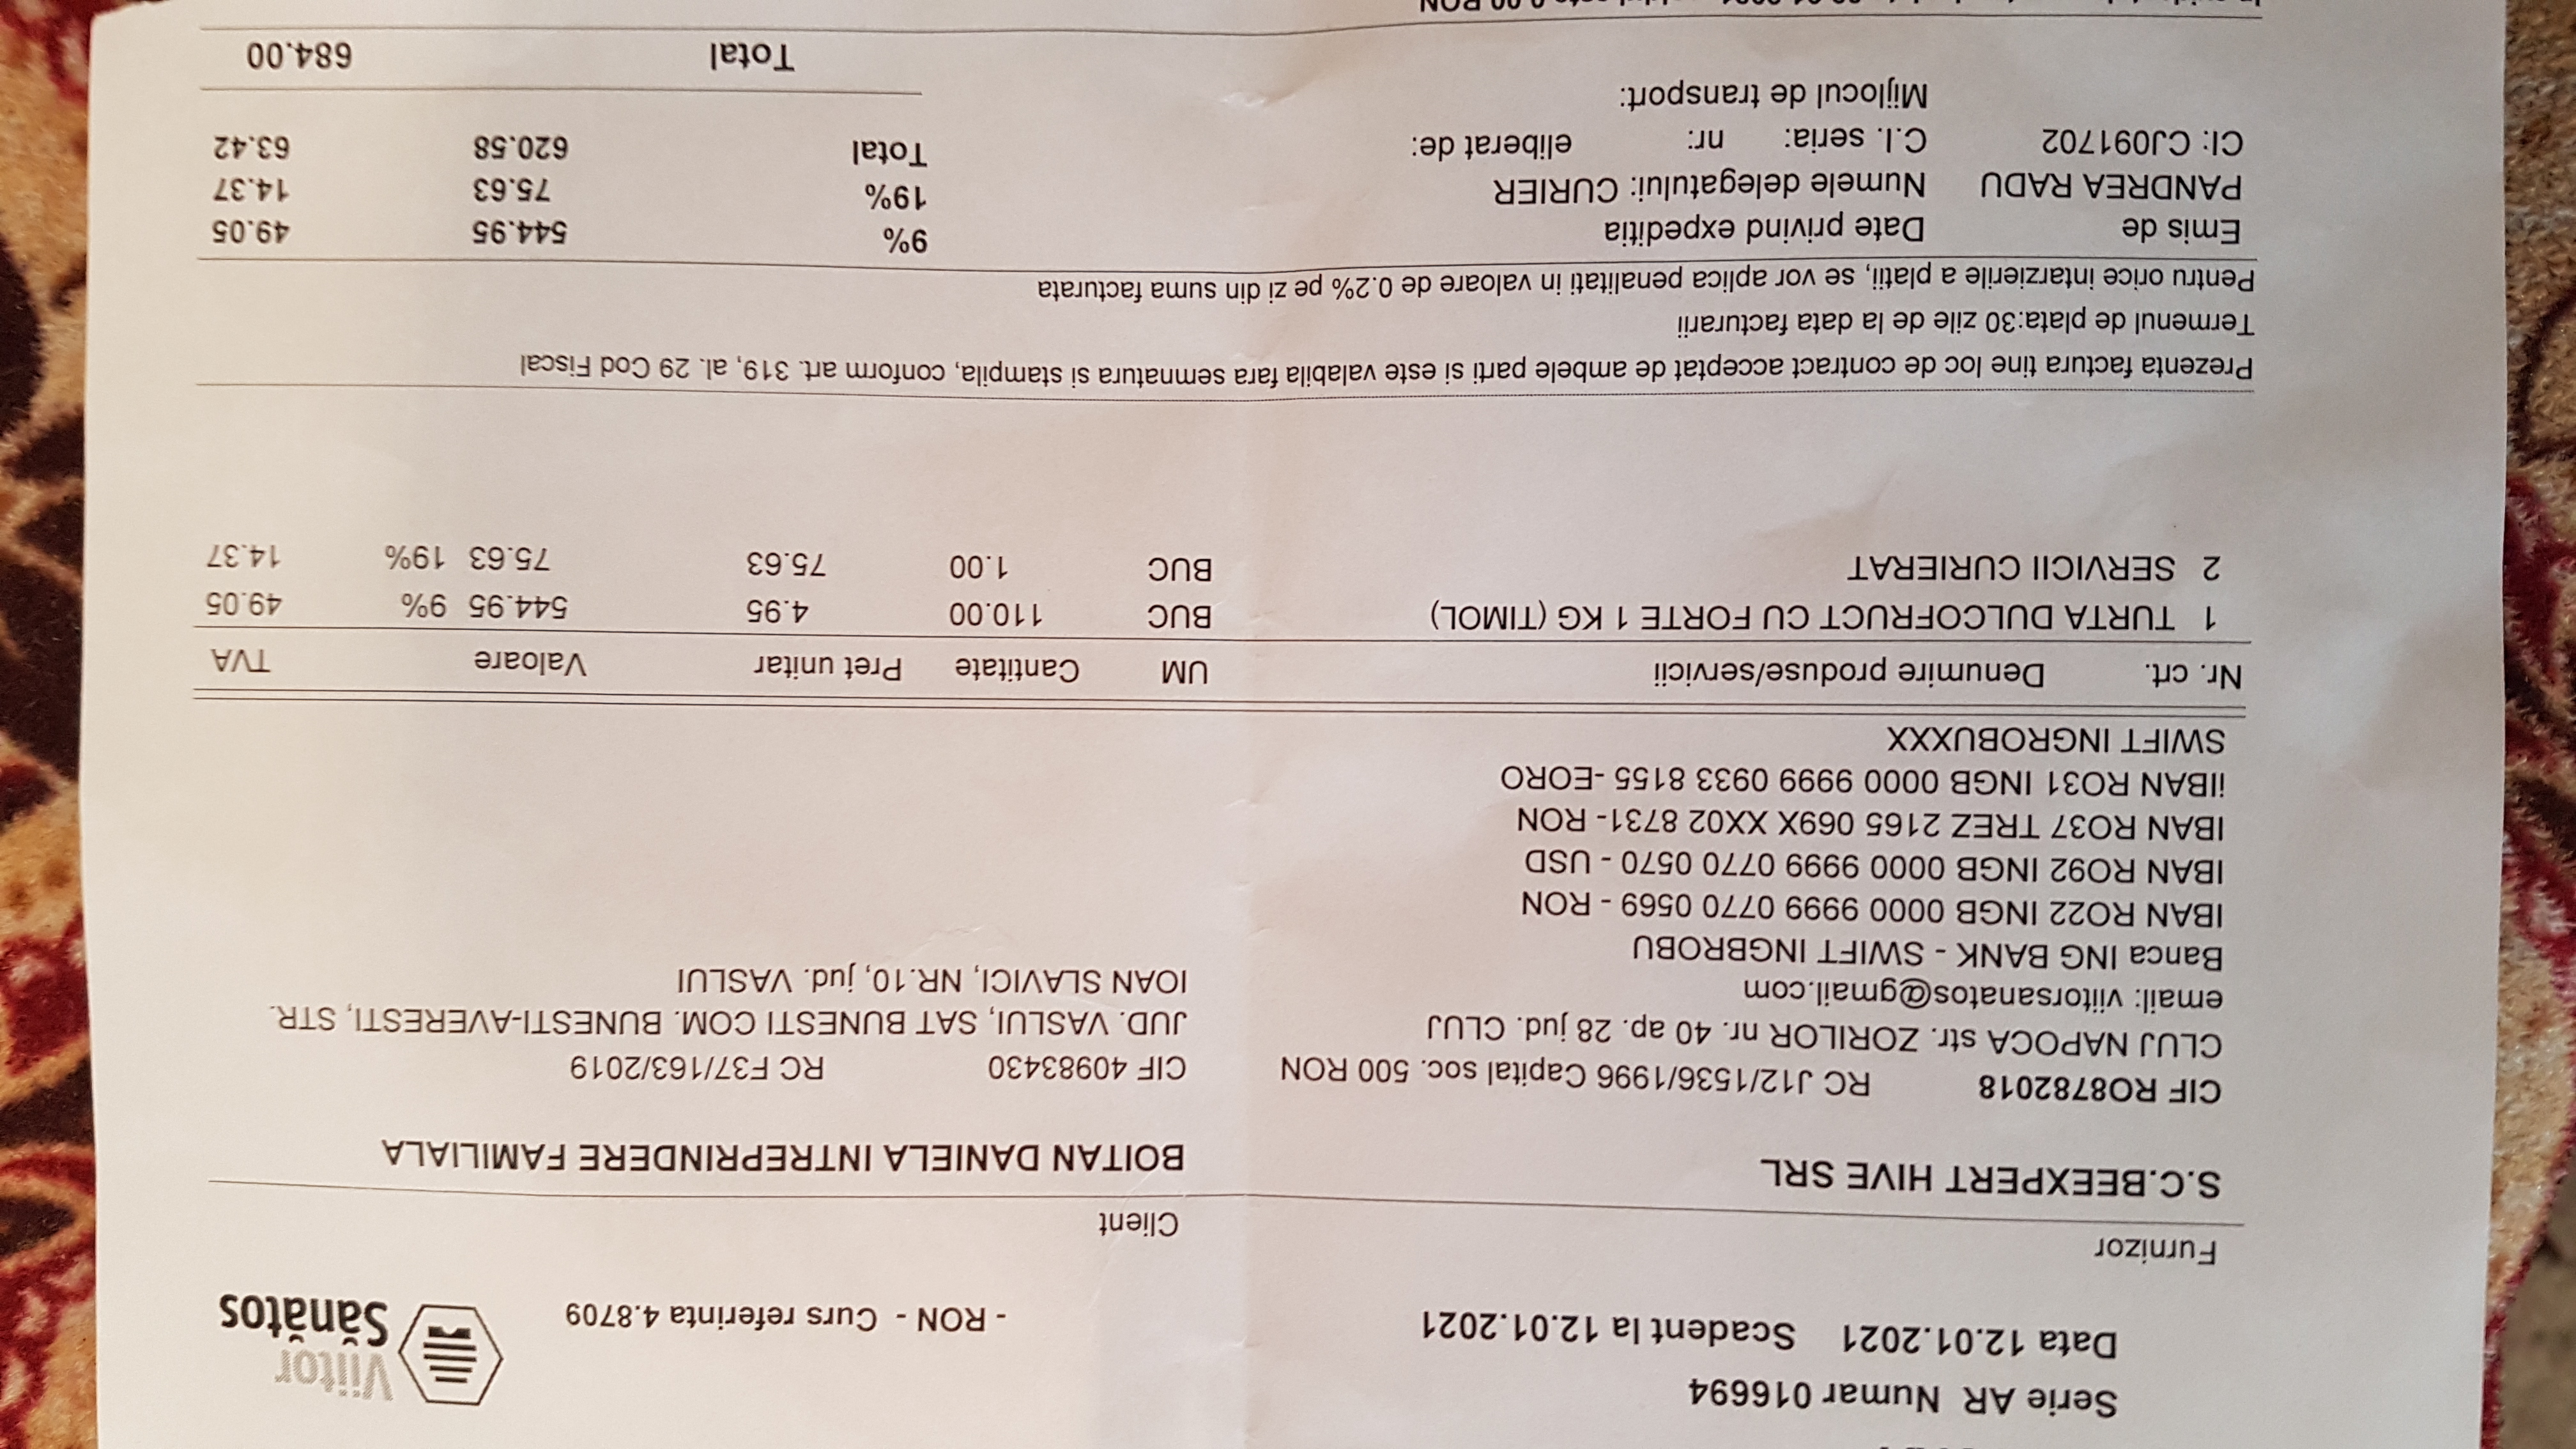 Serie AR Numar 016694
Data 12.01.2021 Scadent la 12.01.2021
- RON - Curs referinta 4.8709
Viitor
Sănătos
Furnizor
Client
S.C.BEEXPERT HIVE SRL
BOITAN DANIELA INTREPRINDERE FAMILIALA
CIF RO8782018 RC J12/1536/1996 Capital soc. 500 RON
CIF 40983430 RC F37/163/2019
CLUJ NAPOCA str. ZORILOR nr. 40 ap. 28 jud. CLUJ
JUD. VASLUI, SAT BUNESTI COM. BUNESTI-AVERESTI, STR.
IOAN SLAVICI, NR.10, jud. VASLUI
email: viitorsanatos@gmail.com
Banca ING BANK - SWIFT INGBROBU
IBAN RO22 INGB 0000 9999 0770 0569 - RON
IBAN RO92 INGB 0000 9999 0770 0570 - USD
IBAN RO37 TREZ 2165 069X XX02 8731- RON
iIBAN RO31 INGB 0000 9999 0933 8155 -EORO
SWIFT INGROBUXXX
Nr. crt. Denumire produse/servicii UM Cantitate Pret unitar Valoare TVA
1 TURTA DULCOFRUCT CU FORTE 1 KG (TIMOL) BUC 110.00 4.95 544.95 9% 49.05
2 SERVICII CURIERAT BUC 1.00 75.63 75.63 19% 14.37
Prezenta factura tine loc de contract acceptat de ambele parti si este valabila fara semnatura si stampila, conform art. 319, al. 29 Cod Fiscal
Termenul de plata:30 zile de la data facturarii
Pentru orice intarzierile a platii, se vor aplica penalitati in valoare de 0.2% pe zi din suma facturata
Emis de Date privind expeditia 9% 544.95 49.05
PANDREA RADU Numele delegatului: CURIER 19% 75.63 14.37
CI: CJ091702 C.I. seria: nr: eliberat de: Total 620.58 63.42
Mijlocul de transport:
Total 684.00